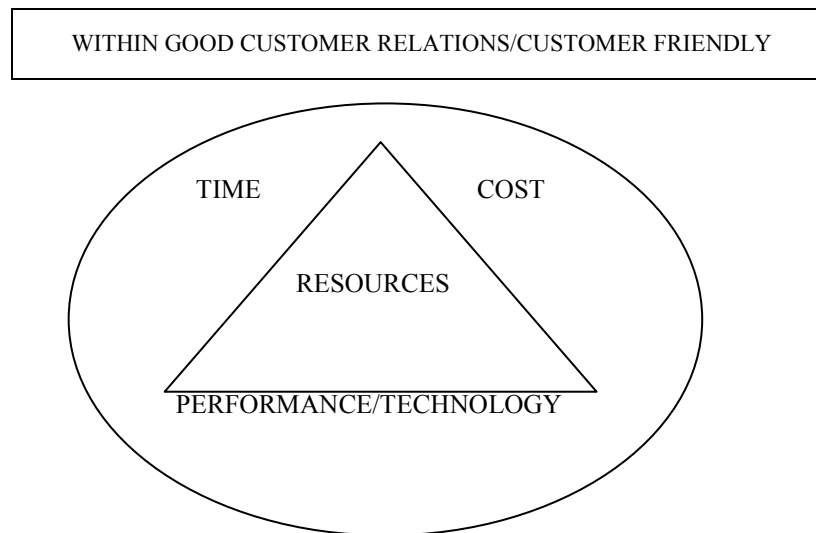 WITHIN GOOD CUSTOMER RELATIONS/CUSTOMER FRIENDLY
TIME
COST
RESOURCES
PERFORMANCE/TECHNOLOGY